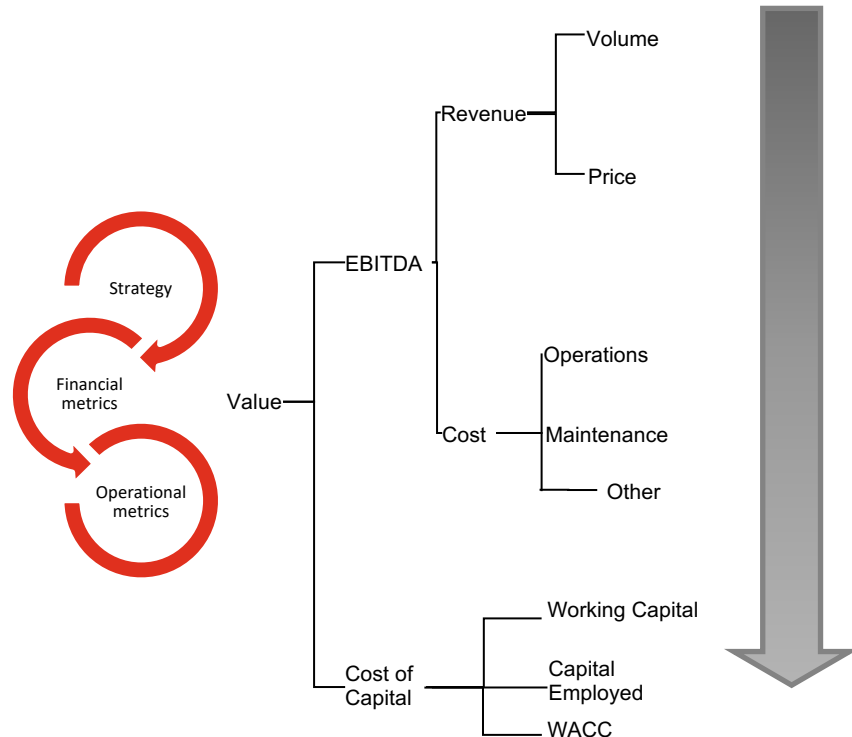 Strategy
Financial
metrics
Operational
metrics
Value
EBITDA
Revenue
Volume
Price
Cost
Operations
Maintenance
Other
Cost of
Capital
Working Capital
Capital
Employed
WACC